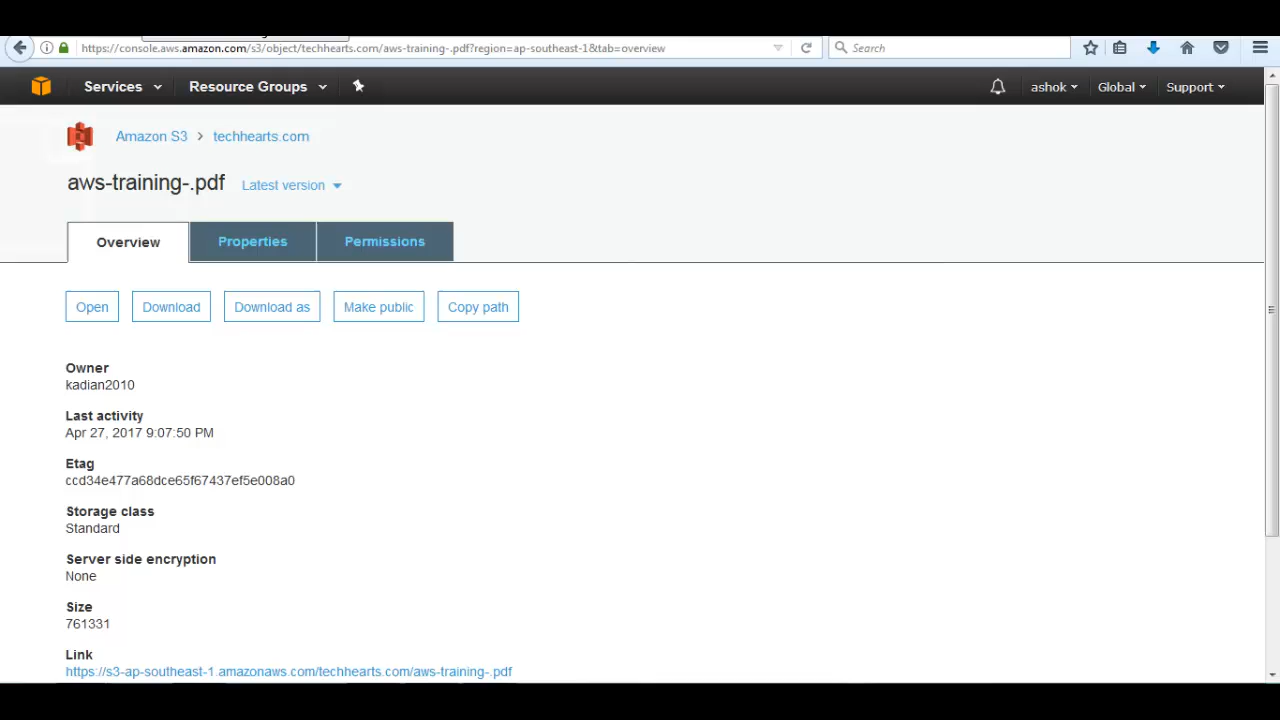 https://console.aws.amazon.com/s3/object/techhearts.com/aws-training-.pdf?region=ap-southeast-1&tab=overview
Search
Services
Resource Groups
ashok
Global
Support
Amazon S3 > techhearts.com
aws-training-.pdf
Latest version
Overview
Properties
Permissions
Open
Download
Download as
Make public
Copy path
Owner
kadian2010
Last activity
Apr 27, 2017 9:07:50 PM
Etag
ccd34e477a68dce65f67437ef5e008a0
Storage class
Standard
Server side encryption
None
Size
761331
Link
https://s3-ap-southeast-1.amazonaws.com/techhearts.com/aws-training-.pdf